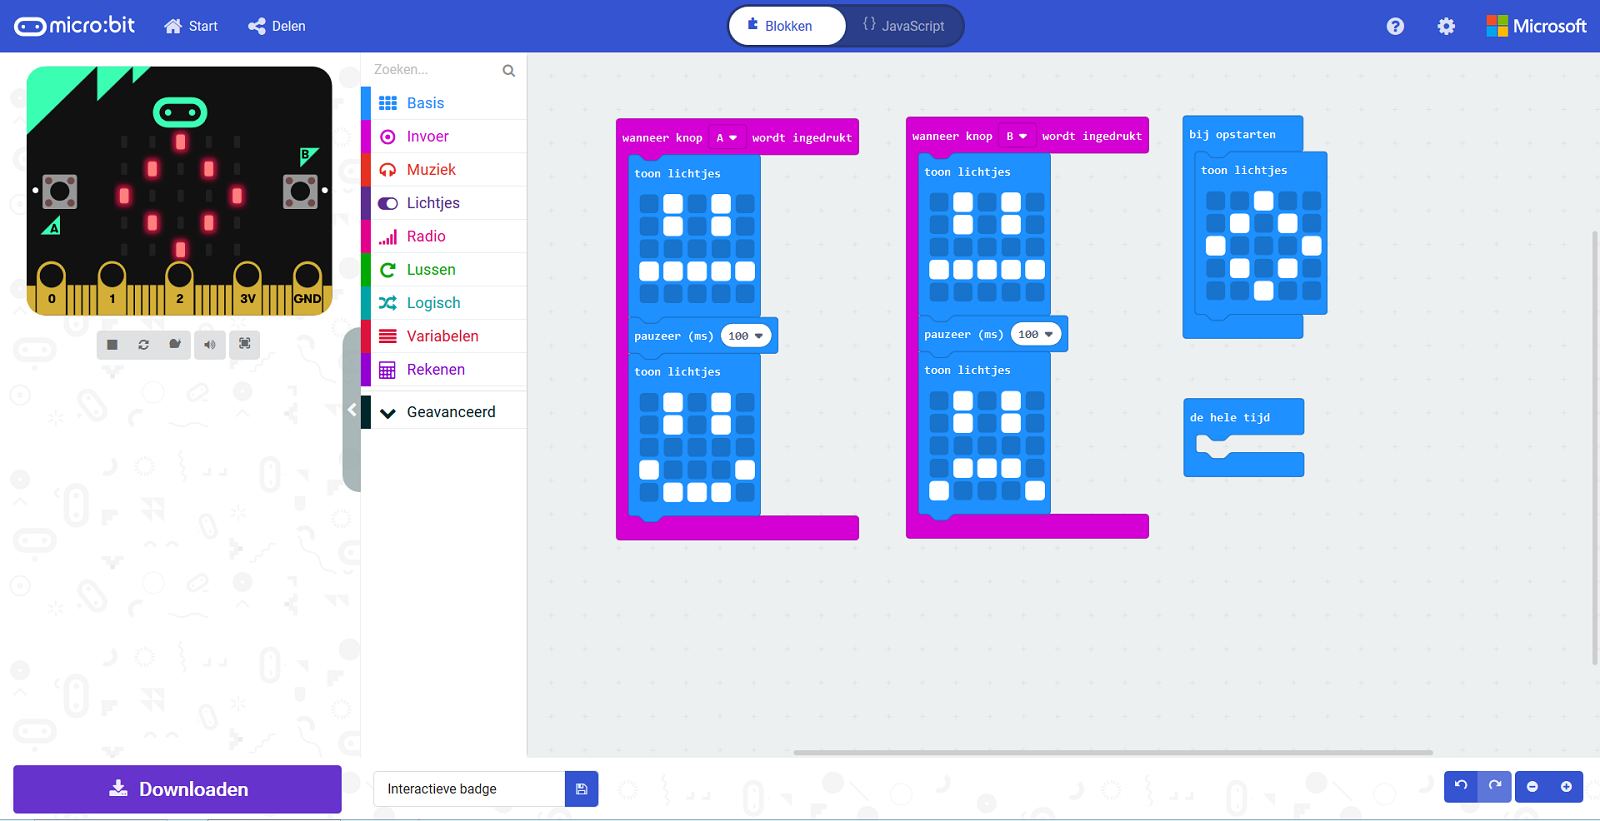 micro:bit
Start
Delen
Blokken
{} JavaScript
Microsoft
B
A
0 1 2 3V GND
Zoeken...
Basis
Invoer
Muziek
Lichtjes
Radio
Lussen
Logisch
Variabelen
Rekenen
Geavanceerd
wanneer knop A wordt ingedrukt
toon lichtjes
pauzeer (ms) 100
toon lichtjes
wanneer knop B wordt ingedrukt
toon lichtjes
pauzeer (ms) 100
toon lichtjes
bij opstarten
toon lichtjes
de hele tijd
Downloaden
Interactieve badge